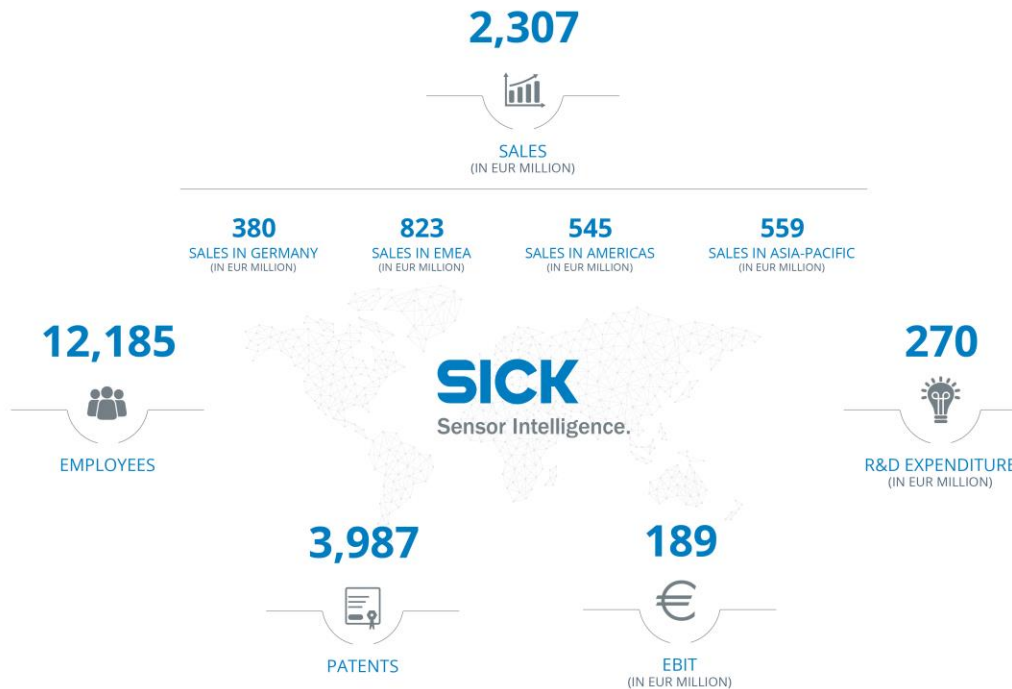 2,307
SALES
(IN EUR MILLION)
380
SALES IN GERMANY
(IN EUR MILLION)
823
SALES IN EMEA
(IN EUR MILLION)
545
SALES IN AMERICAS
(IN EUR MILLION)
559
SALES IN ASIA-PACIFIC
(IN EUR MILLION)
12,185
EMPLOYEES
SICK
Sensor Intelligence.
270
R&D EXPENDITURE
(IN EUR MILLION)
3,987
PATENTS
189
EBIT
(IN EUR MILLION)